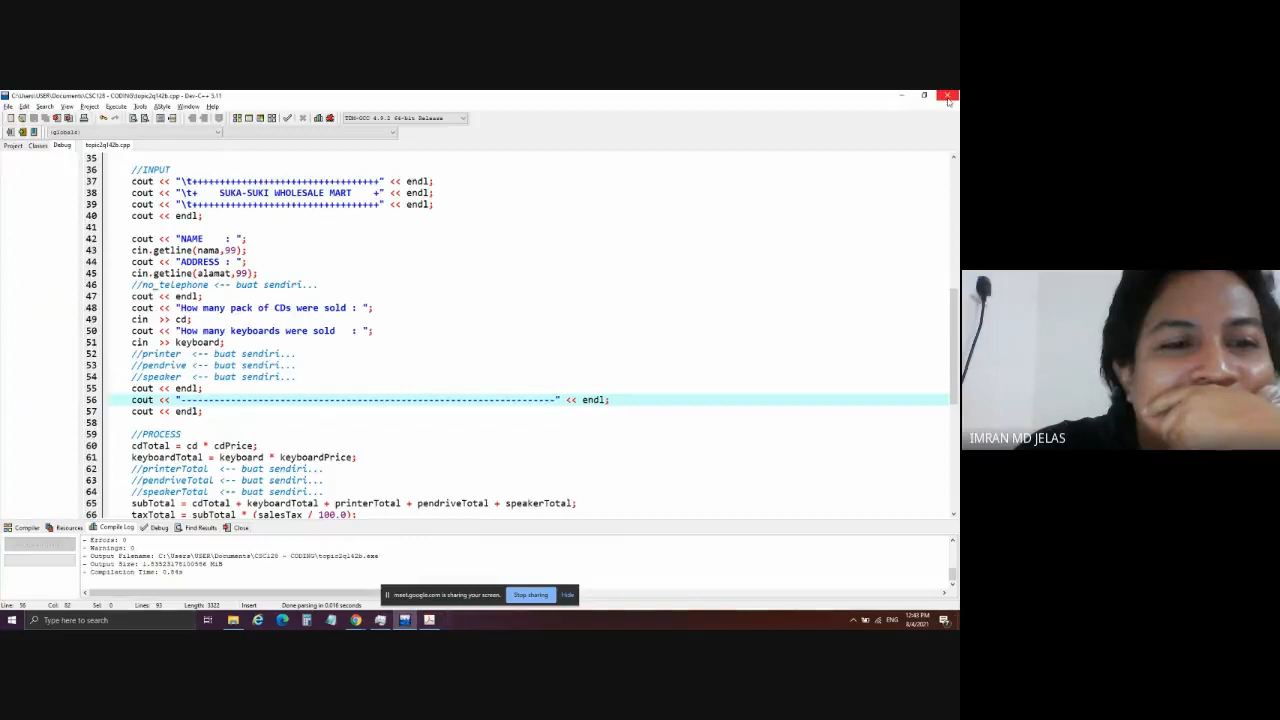 C:\Users\USER\Documents\CSC128 - CODING\topic2q142b.cpp - Dev-C++ 5.11
File Edit Search View Project Execute Tools AStyle Window Help
TDM-GCC 4.9.2 64-bit Release
(globals)
Project Classes Debug topic2q142b.cpp
35
36 //INPUT
37 cout << "\t++++++++++++++++++++++++++++++++++" << endl;
38 cout << "\t+    SUKA-SUKI WHOLESALE MART    +" << endl;
39 cout << "\t++++++++++++++++++++++++++++++++++" << endl;
40 cout << endl;
41
42 cout << "NAME    : ";
43 cin.getline(nama,99);
44 cout << "ADDRESS : ";
45 cin.getline(alamat,99);
46 //no_telephone <-- buat sendiri...
47 cout << endl;
48 cout << "How many pack of CDs were sold : ";
49 cin  >> cd;
50 cout << "How many keyboards were sold   : ";
51 cin  >> keyboard;
52 //printer  <-- buat sendiri...
53 //pendrive <-- buat sendiri...
54 //speaker  <-- buat sendiri...
55 cout << endl;
56 cout << "--------------------------------------------------------------------" << endl;
57 cout << endl;
58
59 //PROCESS
60 cdTotal = cd * cdPrice;
61 keyboardTotal = keyboard * keyboardPrice;
62 //printerTotal  <-- buat sendiri...
63 //pendriveTotal <-- buat sendiri...
64 //speakerTotal  <-- buat sendiri...
65 subTotal = cdTotal + keyboardTotal + printerTotal + pendriveTotal + speakerTotal;
66 taxTotal = subTotal * (salesTax / 100.0);
Compiler Resources Compile Log Debug Find Results Close
- Errors: 0
- Warnings: 0
- Output Filename: C:\Users\USER\Documents\CSC128 - CODING\topic2q142b.exe
- Output Size: 1.83523178100586 MiB
- Compilation Time: 0.84s
meet.google.com is sharing your screen. Stop sharing Hide
Line: 56 Col: 82 Sel: 0 Lines: 93 Length: 3322 Insert Done parsing in 0.016 seconds
Type here to search
ENG
12:43 PM
8/4/2021
IMRAN MD JELAS